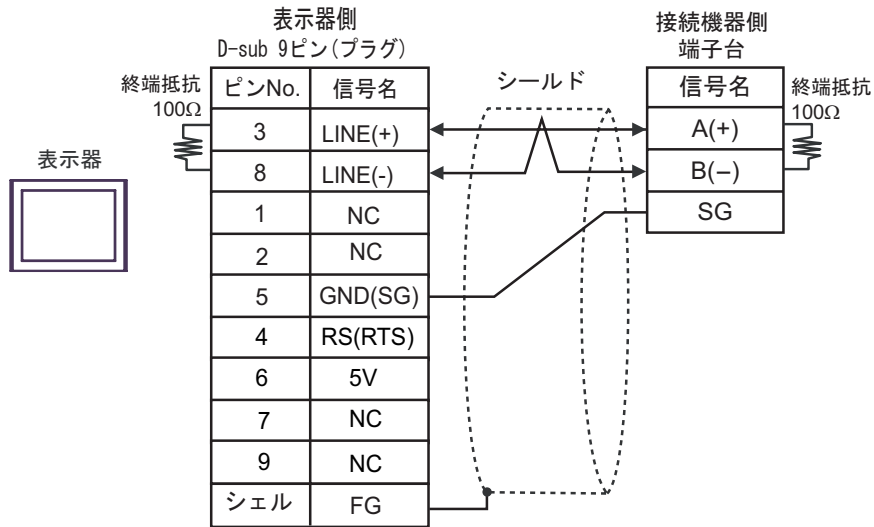 表示器側
D-sub 9ピン(プラグ)
接続機器側
端子台
終端抵抗
100Ω
ピンNo. 信号名
シールド
信号名
終端抵抗
100Ω
3 LINE(+)
A(+)
表示器
8 LINE(-)
B(–)
1 NC
SG
2 NC
5 GND(SG)
4 RS(RTS)
6 5V
7 NC
9 NC
シェル FG